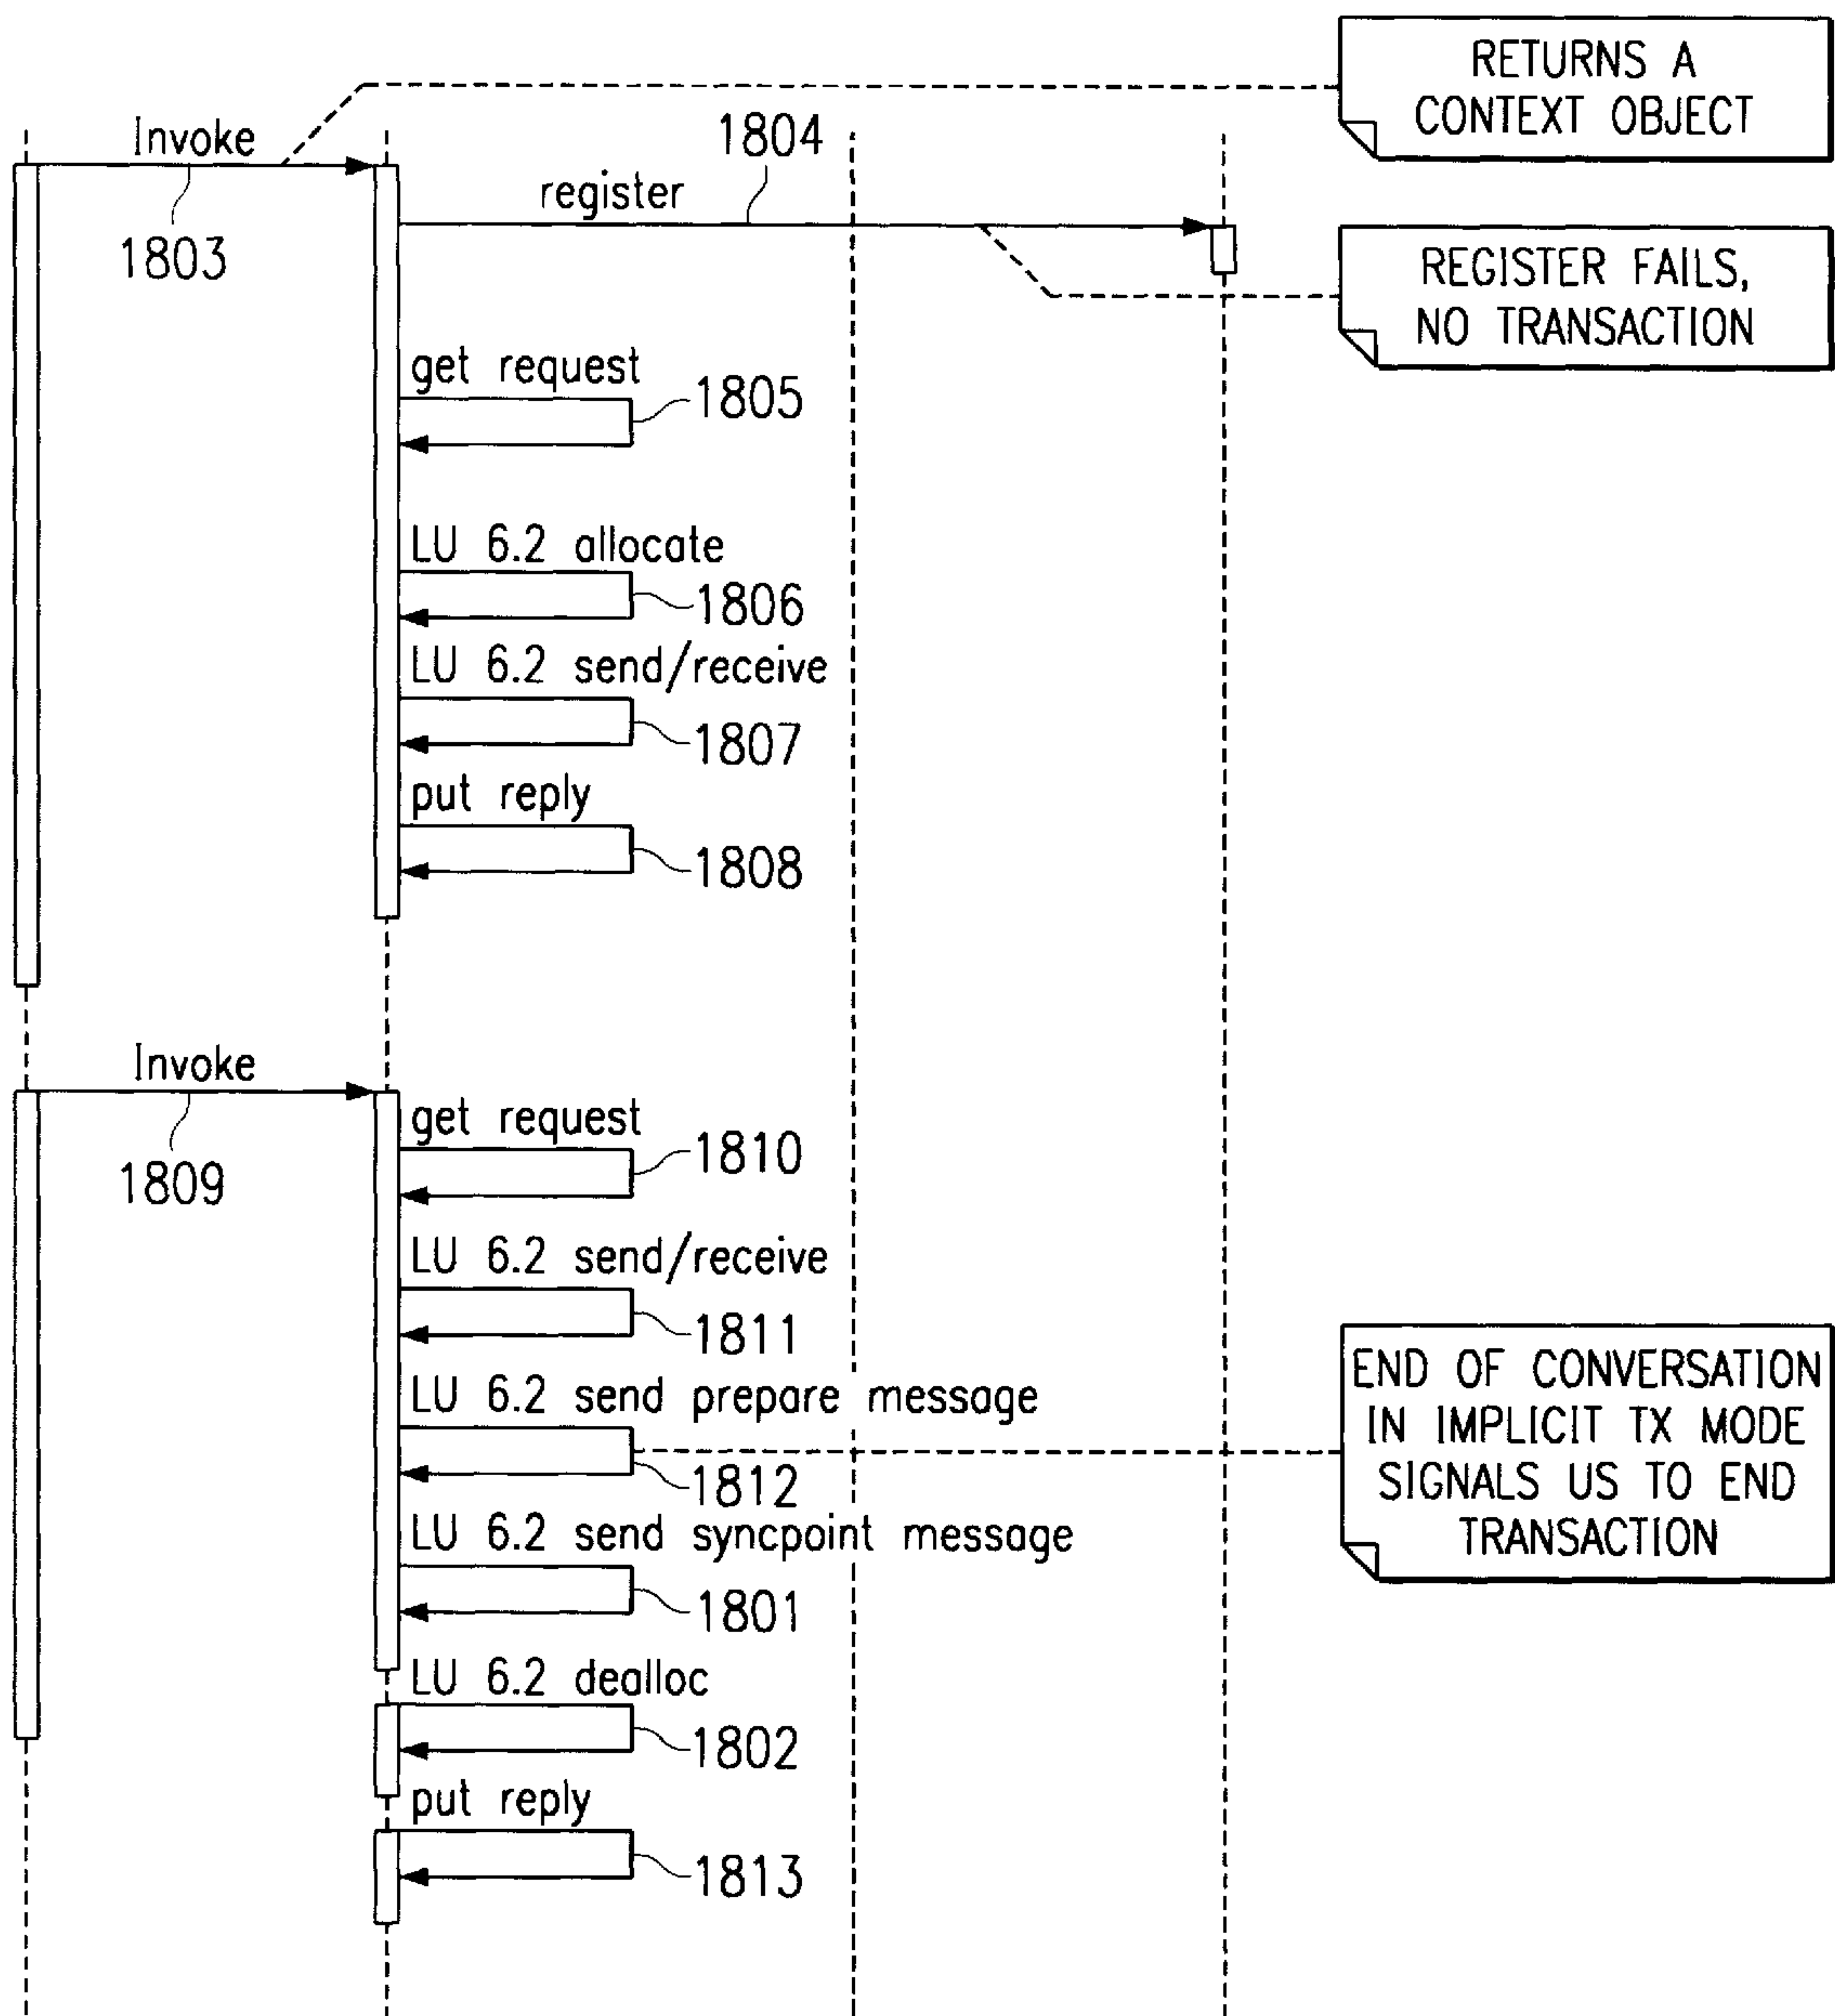 RETURNS A
CONTEXT OBJECT
Invoke
1804
register
1803
REGISTER FAILS,
NO TRANSACTION
get request
1805
LU 6.2 allocate
1806
LU 6.2 send/receive
1807
put reply
1808
Invoke
get request
1810
1809
LU 6.2 send/receive
1811
LU 6.2 send prepare message
1812
END OF CONVERSATION
IN IMPLICIT TX MODE
SIGNALS US TO END
TRANSACTION
LU 6.2 send syncpoint message
1801
LU 6.2 dealloc
1802
put reply
1813